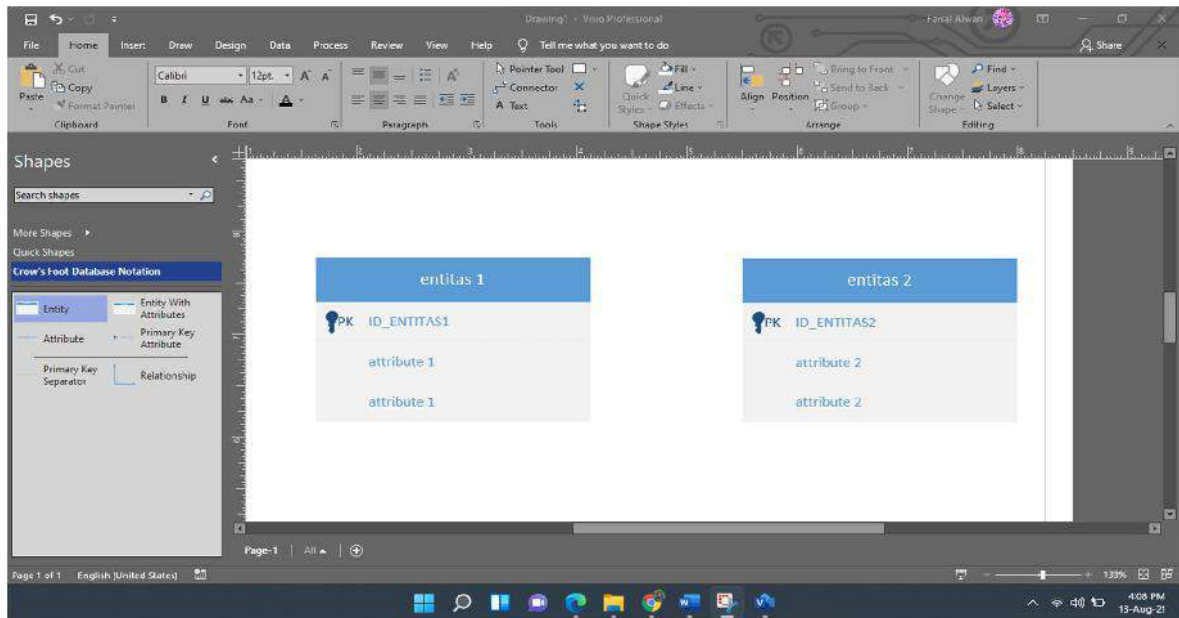 Drawing1 - Visio Professional
Farral Alwan
File Home Insert Draw Design Data Process Review View Help Tell me what you want to do Share
Paste
Cut
Copy
Format Painter
Clipboard
Calibri 12pt.
B I U abc Aa A
Font
Paragraph
Pointer Tool
Connector
A Text
Tools
Quick Styles
Fill
Line
Effects
Shape Styles
Align Position
Bring to Front
Send to Back
Group
Arrange
Change Shape
Find
Layers
Select
Editing
Shapes
Search shapes
More Shapes
Quick Shapes
Crow's Foot Database Notation
Entity
Entity With Attributes
Attribute
Primary Key Attribute
Primary Key Separator
Relationship
entitas 1
PK ID_ENTITAS1
attribute 1
attribute 1
entitas 2
PK ID_ENTITAS2
attribute 2
attribute 2
Page-1 All
Page 1 of 1 English (United States)
133%
4:08 PM
13-Aug-21